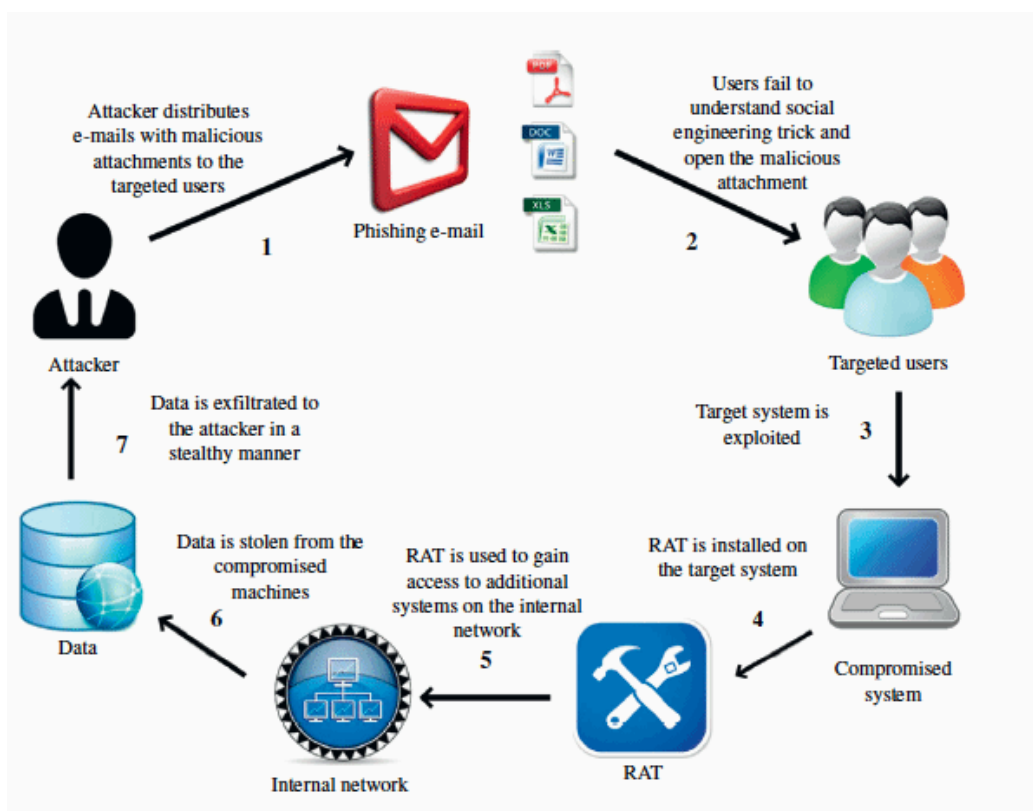 Attacker distributes
e-mails with malicious
attachments to the
targeted users
1
Phishing e-mail
PDF
DOC
XLS
Users fail to
understand social
engineering trick and
open the malicious
attachment
2
Attacker
Targeted users
Target system is
exploited
3
Data is exfiltrated to
the attacker in a
stealthy manner
7
RAT is installed on
the target system
4
Compromised
system
RAT is used to gain
access to additional
systems on the internal
network
5
RAT
Internal network
Data is stolen from the
compromised
machines
6
Data